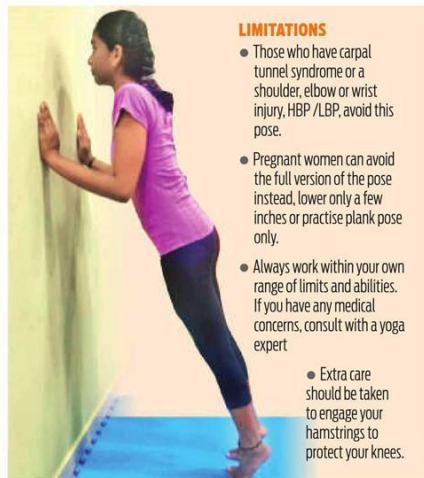 LIMITATIONS
● Those who have carpal
tunnel syndrome or a
shoulder, elbow or wrist
injury, HBP /LBP, avoid this
pose.
● Pregnant women can avoid
the full version of the pose
instead, lower only a few
inches or practise plank pose
only.
● Always work within your own
range of limits and abilities.
If you have any medical
concerns, consult with a yoga
expert
● Extra care
should be taken
to engage your
hamstrings to
protect your knees.